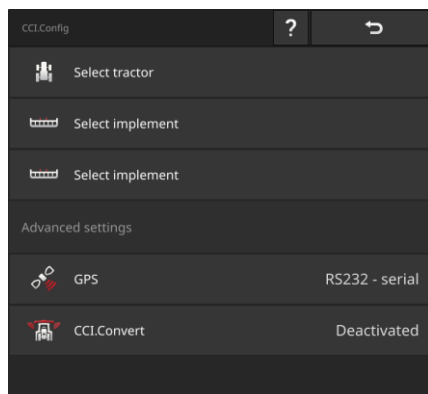 CCI.Config
?
Select tractor
Select implement
Select implement
Advanced settings
GPS RS232 - serial
CCI.Convert Deactivated